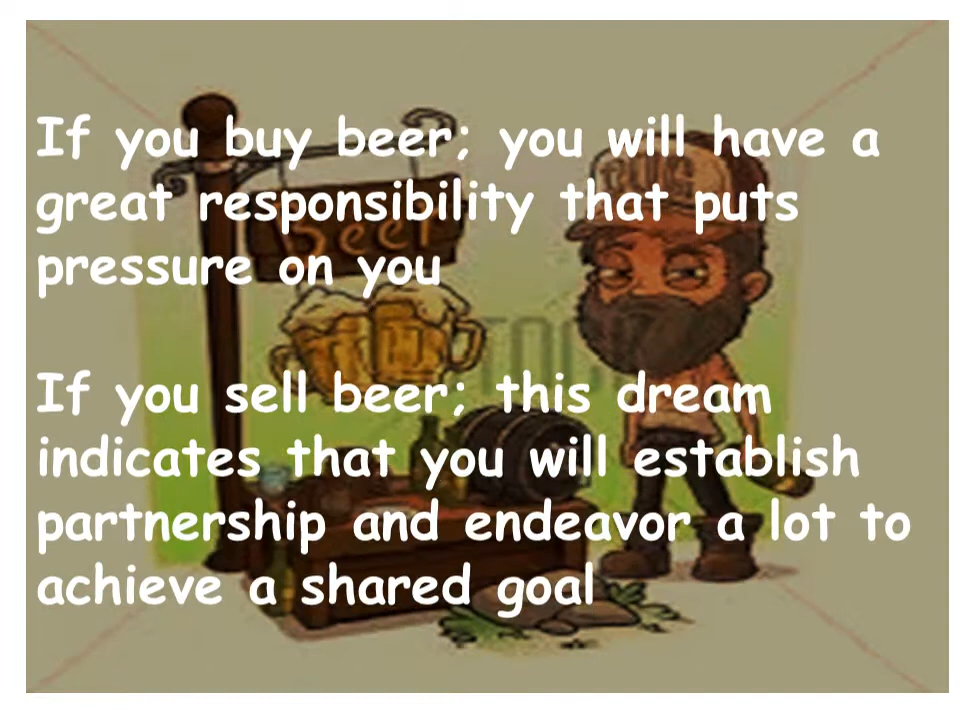 If you buy beer; you will have a
great responsibility that puts
pressure on you
If you sell beer; this dream
indicates that you will establish
partnership and endeavor a lot to
achieve a shared goal
Beer